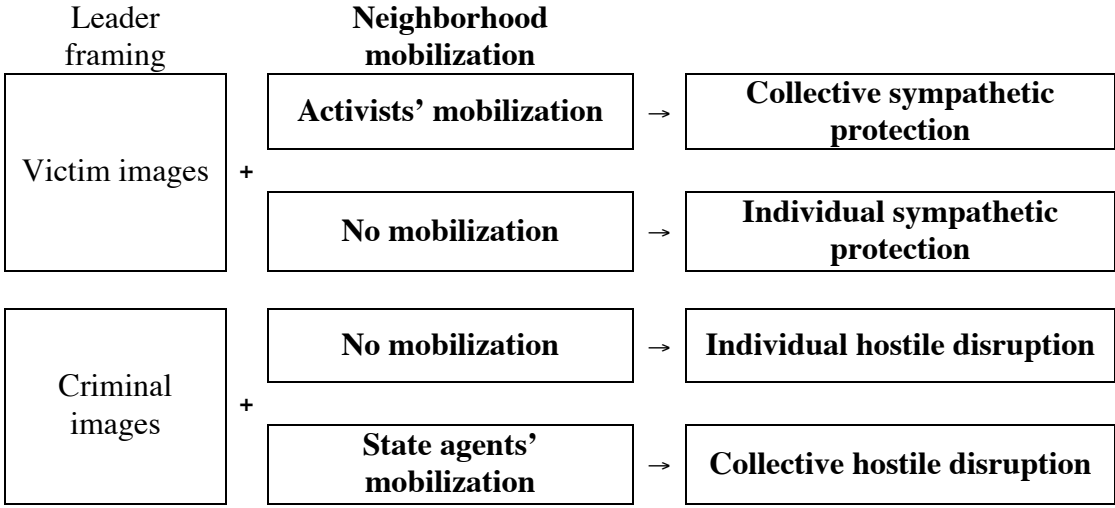 Leader
framing
Neighborhood
mobilization
Victim images
+
Activists’ mobilization
→
Collective sympathetic
protection
No mobilization
→
Individual sympathetic
protection
Criminal
images
+
No mobilization
→
Individual hostile disruption
State agents’
mobilization
→
Collective hostile disruption